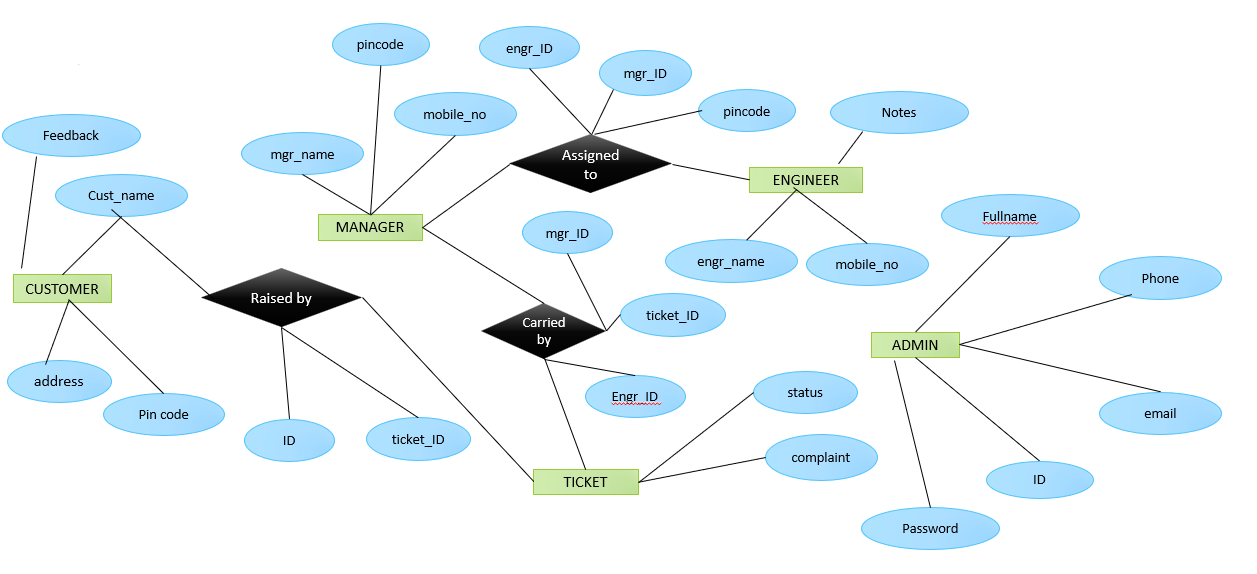 pincode
engr_ID
mgr_ID
pincode
mobile_no
Notes
Feedback
mgr_name
Assigned
to
ENGINEER
Cust_name
MANAGER
Fullname
mgr_ID
engr_name
mobile_no
CUSTOMER
Raised by
Phone
Carried
by
ticket_ID
ADMIN
address
Engr_ID
status
Pin code
email
ID
ticket_ID
complaint
TICKET
ID
Password